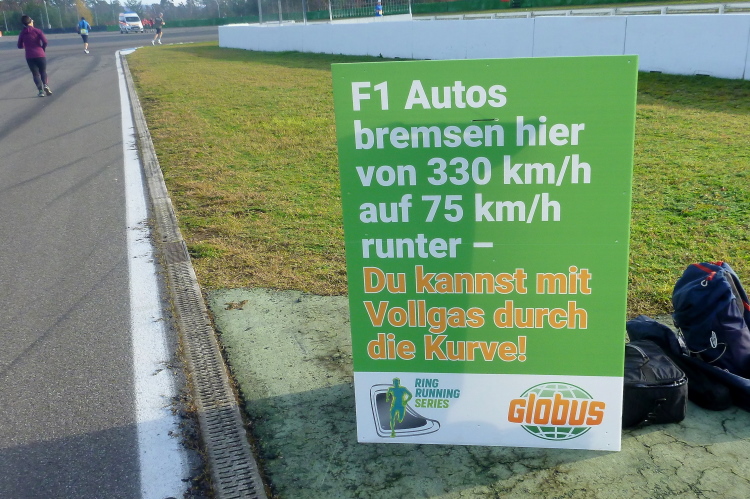 F1 Autos
bremsen hier
von 330 km/h
auf 75 km/h
runter –
Du kannst mit
Vollgas durch
die Kurve!
RING
RUNNING
SERIES
GLOBUS